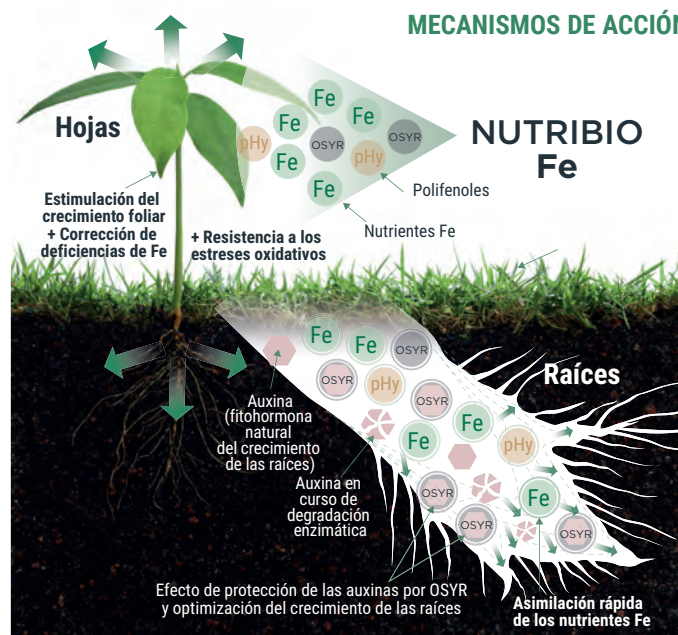 MECANISMOS DE ACCIÓN
Hojas
Fe
Fe
Fe
Fe
pHy
OSYR
OSYR
Fe
pHy
Fe
NUTRIBIO
Fe
Polifenoles
Nutrientes Fe
Estimulación del
crecimiento foliar
+ Corrección de
deficiencias de Fe
+ Resistencia a los
estreses oxidativos
Fe
Fe
OSYR
OSYR
pHy
OSYR
Raíces
Auxina
(fitohormona
natural
del crecimiento
de las raíces)
Fe
Fe
pHy
Auxina en
curso de
degradación
enzimática
OSYR
Fe
OSYR
OSYR
Efecto de protección de las auxinas por OSYR
y optimización del crecimiento de las raíces
Asimilación rápida
de los nutrientes Fe